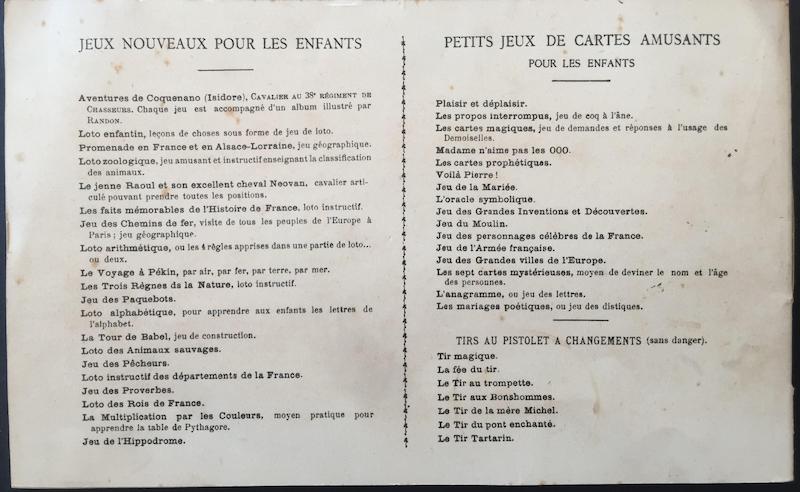 JEUX NOUVEAUX POUR LES ENFANTS
Aventures de Coquenano (Isidore), CAVALIER AU 38e RÉGIMENT DE
CHASSEURS. Chaque jeu est accompagné d'un album illustré par
RANDON.
Loto enfantin, leçons de choses sous forme de jeu de loto.
Promenade en France et en Alsace-Lorraine, jeu géographique.
Loto zoologique, jeu amusant et instructif enseignant la classification
des animaux.
Le jenne Raoul et son excellent cheval Neovan, cavalier arti-
culé pouvant prendre toutes les positions.
Les faits mémorables de l'Histoire de France, loto instructif.
Jeu des Chemins de fer, visite de tous les peuples de l'Europe à
Paris ; jeu géographique.
Loto arithmétique, ou les 4 règles apprises dans une partie de loto...
ou deux.
Le Voyage à Pékin, par air, par fer, par terre, par mer.
Les Trois Règnes ds la Nature, loto instructif.
Jeu des Paquebots.
Loto alphabétique, pour apprendre aux enfants les lettres de
l'alphabet.
La Tour de Babel, jeu de construction.
Loto des Animaux sauvages.
Jeu des Pêcheurs.
Loto instructif des départements de la France.
Jeu des Proverbes.
Loto des Rois de France.
La Multiplication par les Couleurs, moyen pratique pour
apprendre la table de Pythagore.
Jeu de l'Hippodrome.
PETITS JEUX DE CARTES AMUSANTS
POUR LES ENFANTS
Plaisir et déplaisir.
Les propos interrompus, jeu de coq à l'âne.
Les cartes magiques, jeu de demandes et réponses à l'usage des
Demoiselles.
Madame n'aime pas les OOO.
Les cartes prophétiques.
Voilà Pierre !
Jeu de la Mariée.
L'oracle symbolique.
Jeu des Grandes Inventions et Découvertes.
Jeu du Moulin.
Jeu des personnages célèbres de la France.
Jeu de l'Armée française.
Jeu des Grandes villes de l'Europe.
Les sept cartes mystérieuses, moyen de deviner le nom et l'âge
des personnes.
L'anagramme, ou jeu des lettres.
Les mariages poétiques, ou jeu des distiques.
TIRS AU PISTOLET A CHANGEMENTS (sans danger).
Tir magique.
La fée du tir.
Le Tir au trompette.
Le Tir aux Bonshommes.
Le Tir de la mère Michel.
Le Tir du pont enchanté.
Le Tir Tartarin.